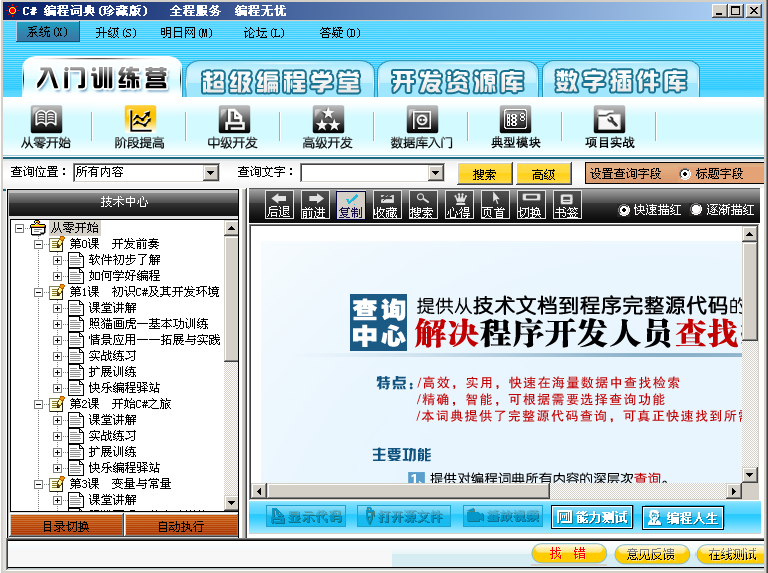 C# 编程词典(珍藏版)　全程服务　编程无忧
系统(X)　升级(S)　明日网(M)　论坛(L)　答疑(D)
入门训练营　超级编程学堂　开发资源库　数字插件库
从零开始　阶段提高　中级开发　高级开发　数据库入门　典型模块　项目实战
查询位置：所有内容　查询文字：　搜索　高级　设置查询字段　标题字段
技术中心
后退　前进　复制　收藏　搜索　心得　页首　切换　书签　快速描红　逐渐描红
从零开始
第0课　开发前奏
软件初步了解
如何学好编程
第1课　初识C#及其开发环境
课堂讲解
照猫画虎—基本功训练
情景应用——拓展与实践
实战练习
扩展训练
快乐编程驿站
第2课　开始C#之旅
课堂讲解
实战练习
扩展训练
快乐编程驿站
第3课　变量与常量
课堂讲解
目录切换　自动执行
查询中心
提供从技术文档到程序完整源代码的
解决程序开发人员查找
特点：/高效，实用，快速在海量数据中查找检索
/精确，智能，可根据需要选择查询功能
/本词典提供了完整源代码查询，可真正快速找到所
主要功能
1. 提供对编程词典所有内容的深层次查询。
显示代码　打开源文件　播放视频　能力测试　编程人生
找 错　意见反馈　在线测试